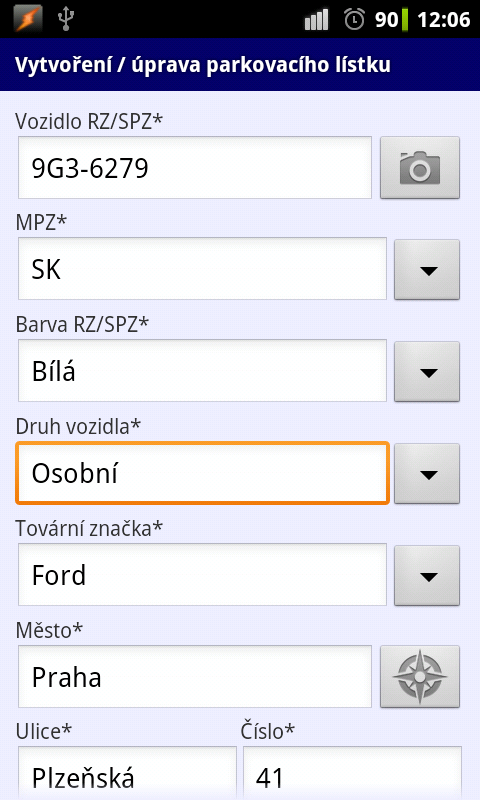 90 12:06
Vytvoření / úprava parkovacího lístku
Vozidlo RZ/SPZ*
9G3-6279
MPZ*
SK
Barva RZ/SPZ*
Bílá
Druh vozidla*
Osobní
Tovární značka*
Ford
Město*
Praha
Ulice* Číslo*
Plzeňská 41